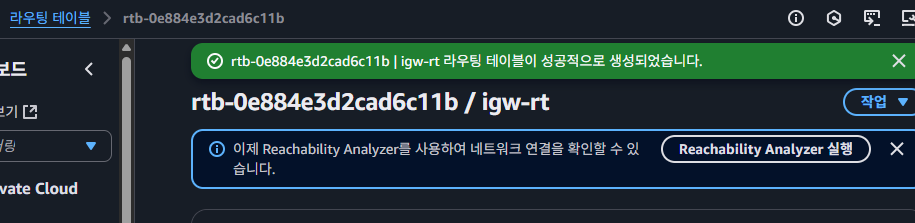 라우팅 테이블 > rtb-0e884e3d2cad6c11b
rtb-0e884e3d2cad6c11b | igw-rt 라우팅 테이블이 성공적으로 생성되었습니다.
보드
rtb-0e884e3d2cad6c11b / igw-rt
작업
보기
이제 Reachability Analyzer를 사용하여 네트워크 연결을 확인할 수 있
습니다.
Reachability Analyzer 실행
vate Cloud